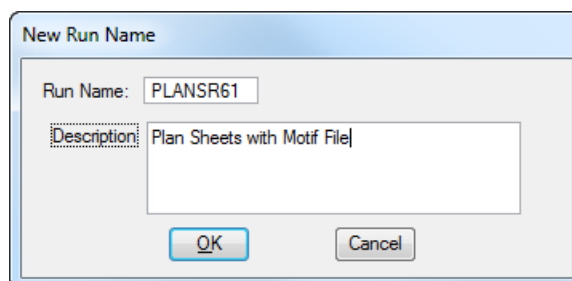 New Run Name
Run Name: PLANSR61
Description Plan Sheets with Motif File
OK Cancel